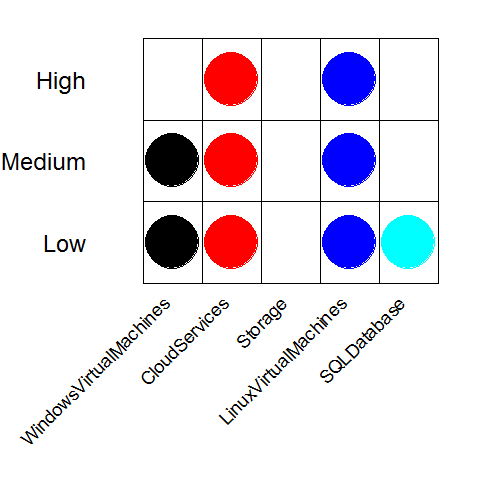 High
Medium
Low
WindowsVirtualMachines
CloudServices
Storage
LinuxVirtualMachines
SQLDatabase